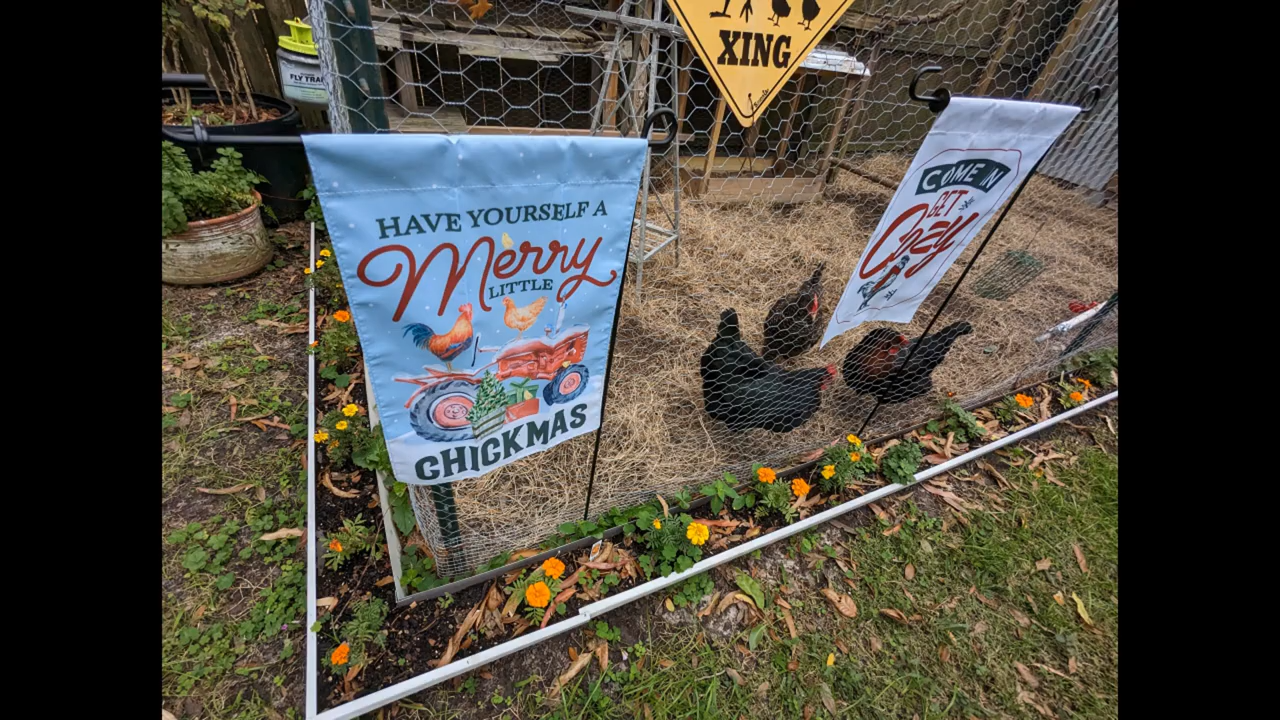 FLY TRAP
XING
HAVE YOURSELF A
Merry
LITTLE
CHICKMAS
COME IN
GET
Cozy